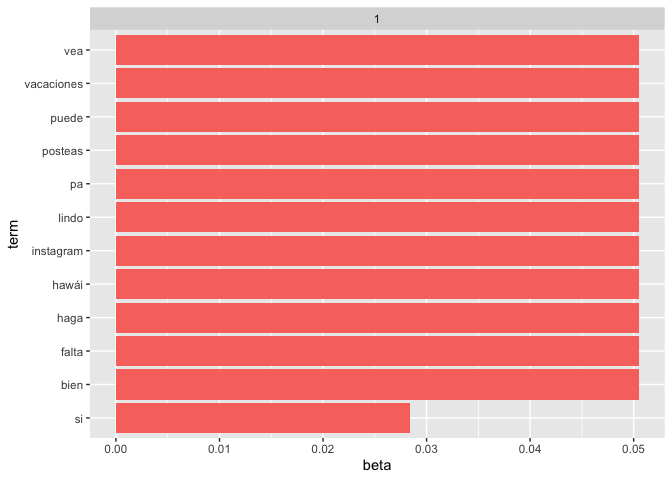 1
vea
vacaciones
puede
posteas
pa
lindo
instagram
hawái
haga
falta
bien
si
term
0.00 0.01 0.02 0.03 0.04 0.05
beta